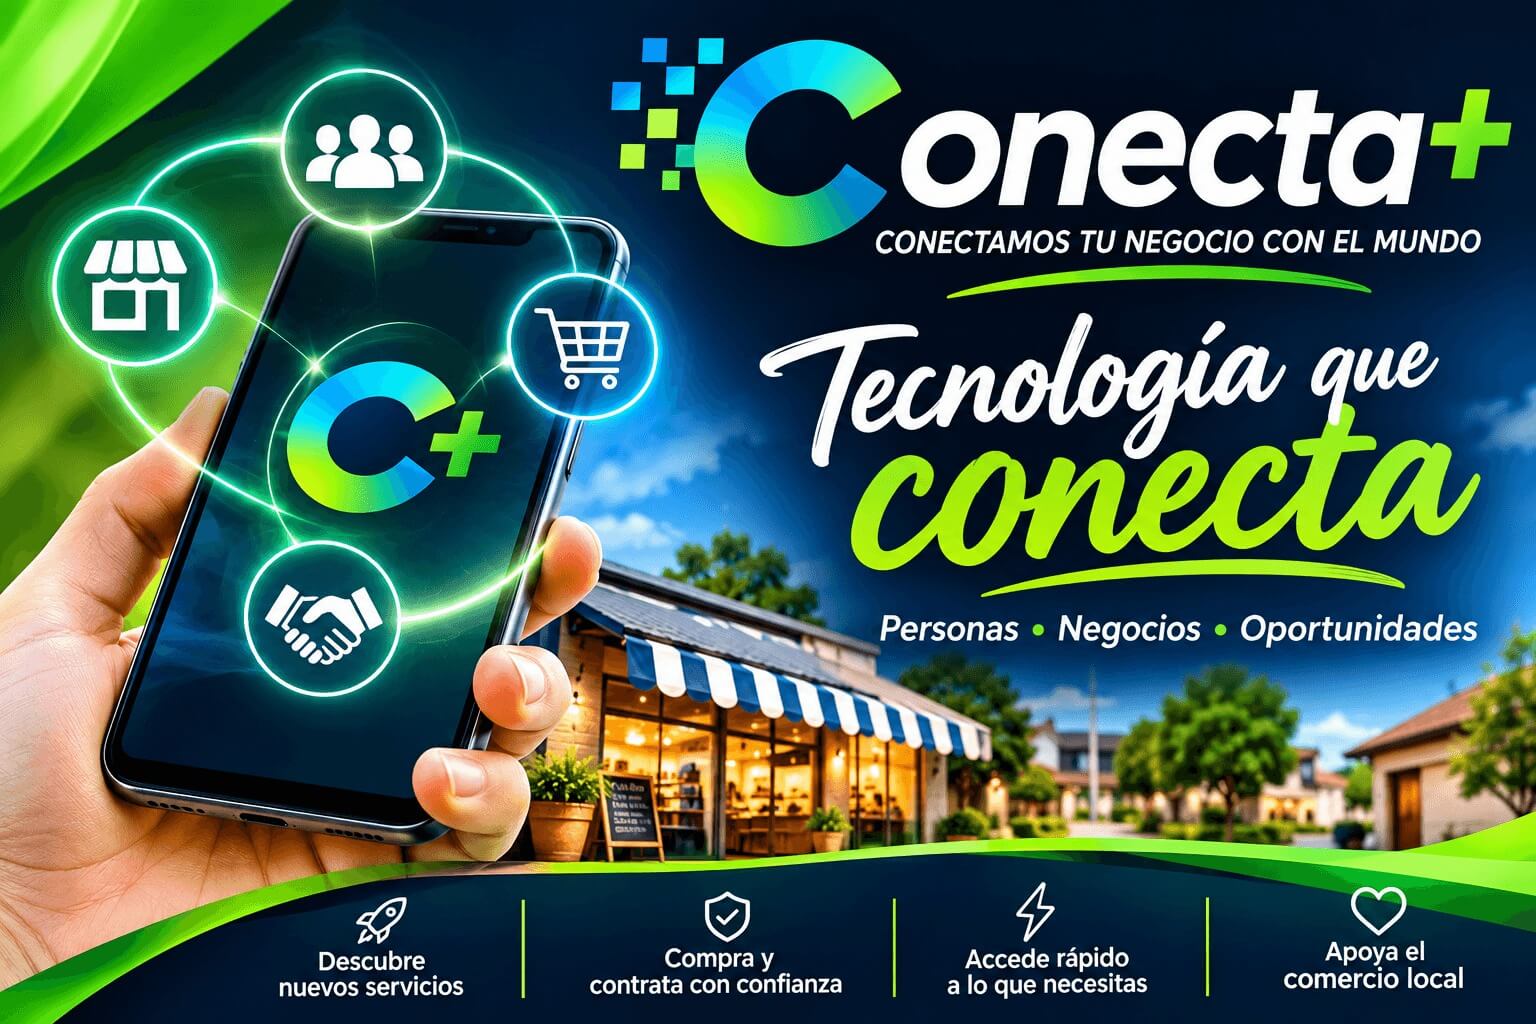 Conecta+
CONECTAMOS TU NEGOCIO CON EL MUNDO
Tecnología que
conecta
Personas • Negocios • Oportunidades
C+
Descubre
nuevos servicios
Compra y
contrata con confianza
Accede rápido
a lo que necesitas
Apoya el
comercio local